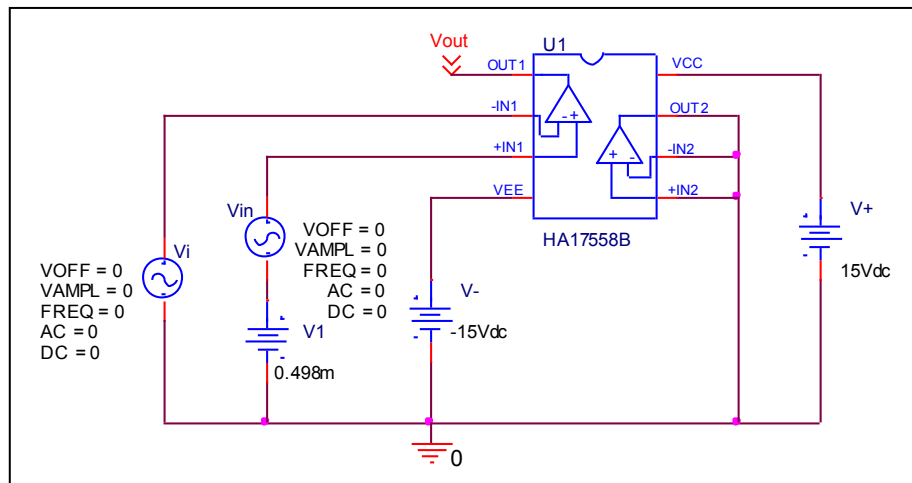 Vout
U1
OUT1
VCC
-IN1
OUT2
- +
+IN1
+ -
-IN2
VEE
+IN2
HA17558B
Vin
VOFF = 0
VAMPL = 0
FREQ = 0
AC = 0
DC = 0
Vi
VOFF = 0
VAMPL = 0
FREQ = 0
AC = 0
DC = 0
V1
0.498m
V-
-15Vdc
V+
15Vdc
0